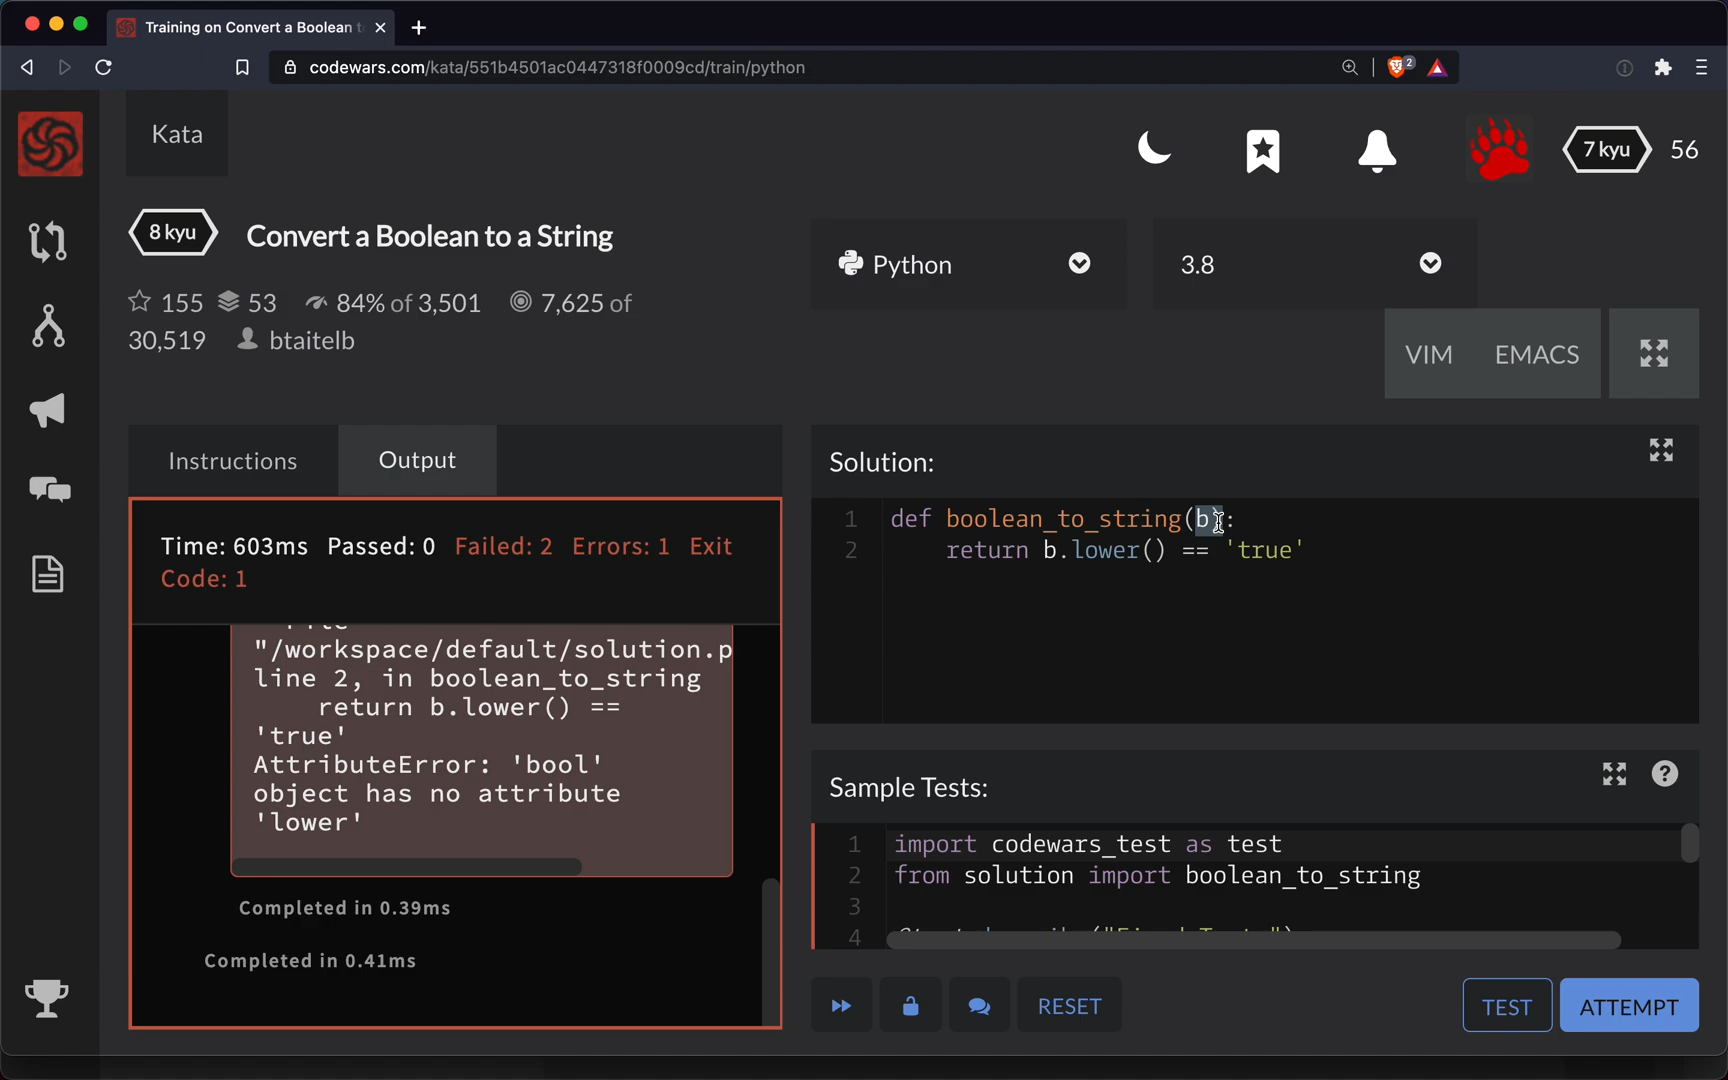 Training on Convert a Boolean t
codewars.com/kata/551b4501ac0447318f0009cd/train/python
2
Kata
7 kyu 56
8 kyu Convert a Boolean to a String
155 53 84% of 3,501 7,625 of
30,519 btaitelb
Python
3.8
VIM EMACS
Instructions Output
Time: 603ms Passed: 0 Failed: 2 Errors: 1 Exit
Code: 1
"/workspace/default/solution.p
line 2, in boolean_to_string
return b.lower() ==
'true'
AttributeError: 'bool'
object has no attribute
'lower'
Completed in 0.39ms
Completed in 0.41ms
Solution:
1 def boolean_to_string(b):
2 return b.lower() == 'true'
Sample Tests:
1 import codewars_test as test
2 from solution import boolean_to_string
3
4
RESET
TEST
ATTEMPT